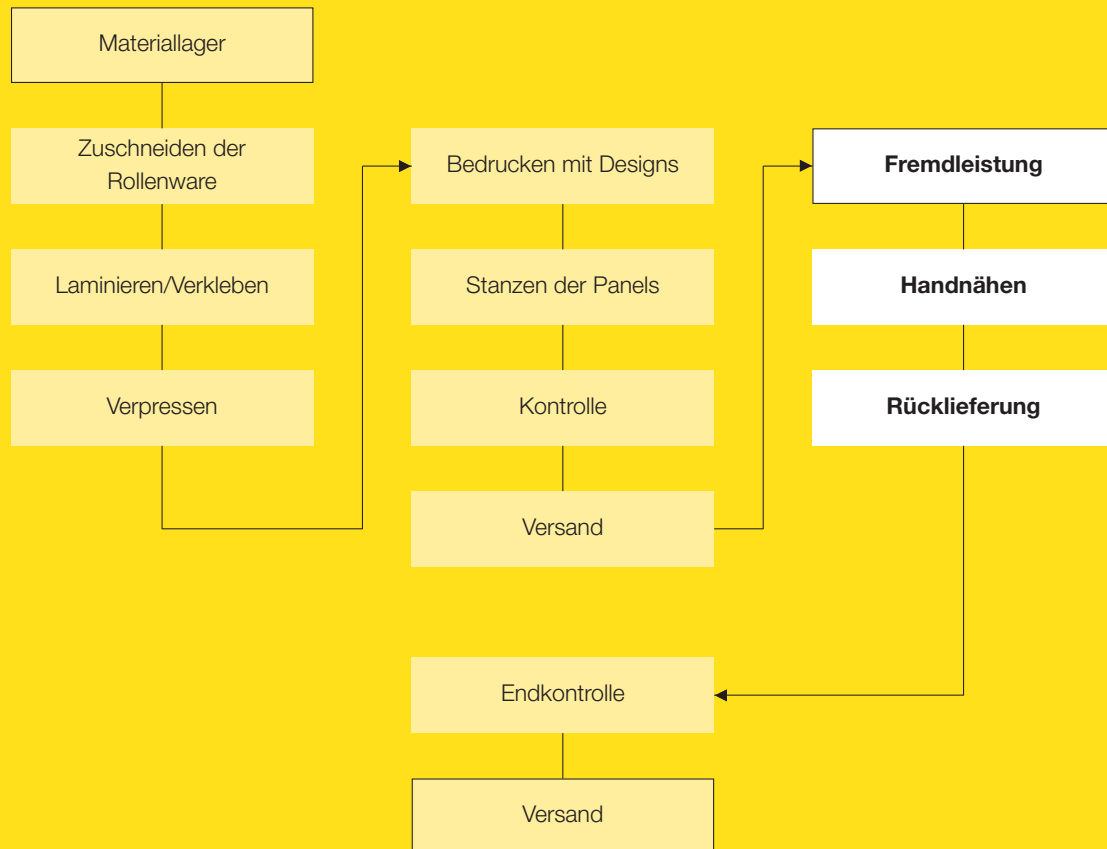 Materiallager
Zuschneiden der
Rollenware
Laminieren/Verkleben
Verpressen
Bedrucken mit Designs
Stanzen der Panels
Kontrolle
Versand
Fremdleistung
Handnähen
Rücklieferung
Endkontrolle
Versand